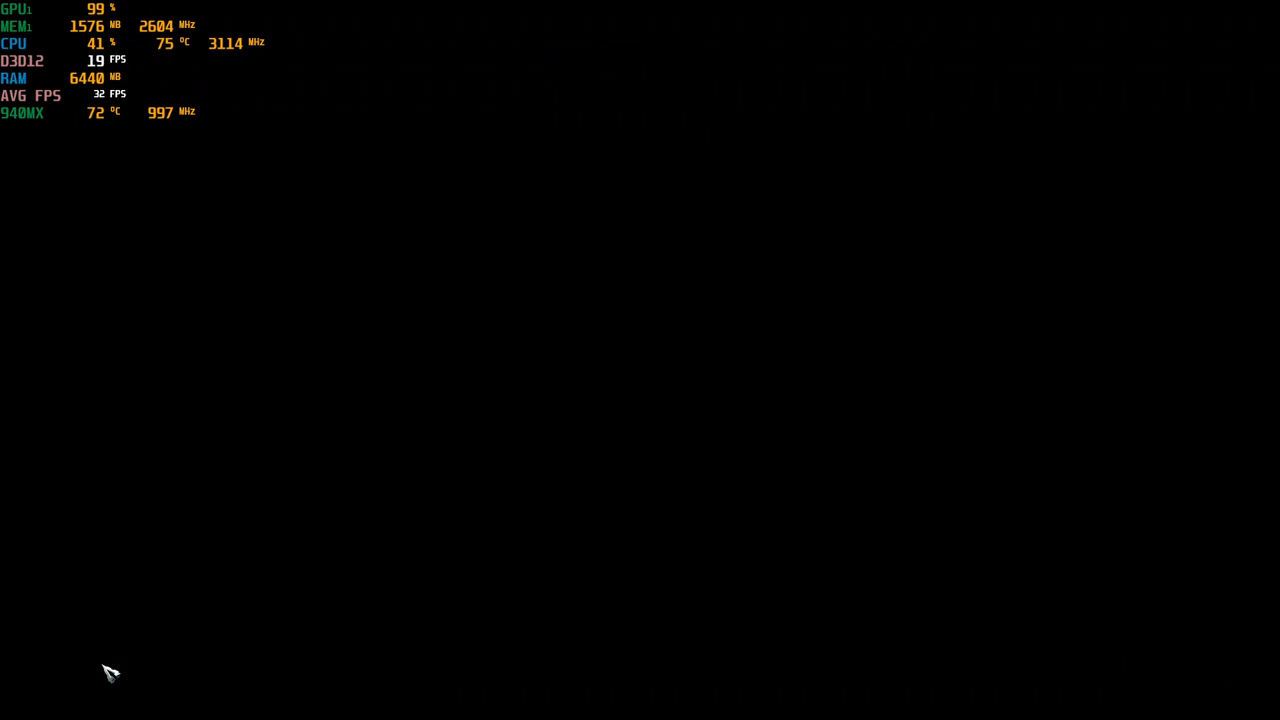 GPU1 99 %
MEM1 1576 MB 2604 MHz
CPU 41 % 75 °C 3114 MHz
D3D12 19 FPS
RAM 6440 MB
AVG FPS 32 FPS
940MX 72 °C 997 MHz